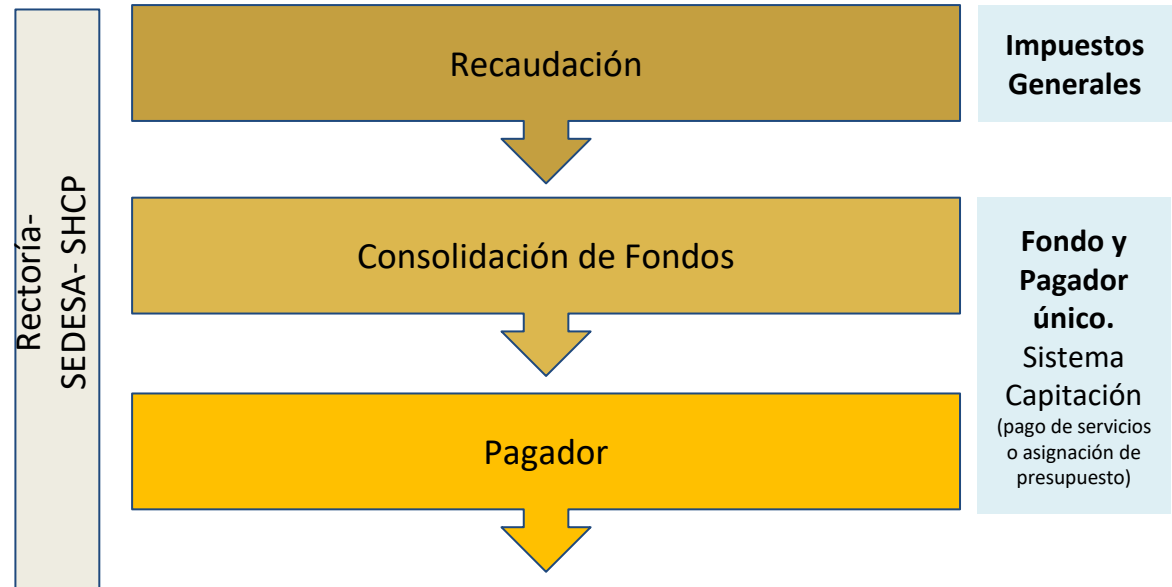 Rectoría-
SEDESA- SHCP
Recaudación
Impuestos
Generales
Consolidación de Fondos
Pagador
Fondo y
Pagador
único.
Sistema
Capitación
(pago de servicios
o asignación de
presupuesto)